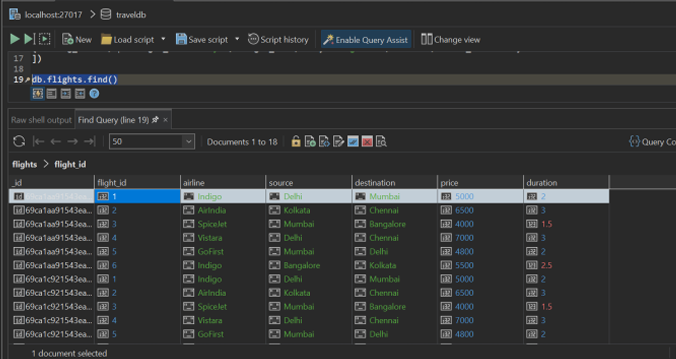 localhost:27017 > traveldb
New Load script Save script Script history Enable Query Assist Change view
17 ])
18
19 db.flights.find()
Raw shell output Find Query (line 19) ×
50 Documents 1 to 18 Query Co
flights > flight_id
_id flight_id airline source destination price duration
1 Indigo Delhi Mumbai 5000 2
69ca1aa91543ea... 2 AirIndia Kolkata Chennai 6500 3
69ca1aa91543ea... 3 SpiceJet Mumbai Bangalore 4000 1.5
69ca1aa91543ea... 4 Vistara Delhi Chennai 7000 3
69ca1aa91543ea... 5 GoFirst Mumbai Delhi 4800 2
69ca1aa91543ea... 6 Indigo Bangalore Kolkata 5500 2.5
69ca1c921543ea... 1 Indigo Delhi Mumbai 5000 2
69ca1c921543ea... 2 AirIndia Kolkata Chennai 6500 3
69ca1c921543ea... 3 SpiceJet Mumbai Bangalore 4000 1.5
69ca1c921543ea... 4 Vistara Delhi Chennai 7000 3
69ca1c921543ea... 5 GoFirst Mumbai Delhi 4800 2
1 document selected